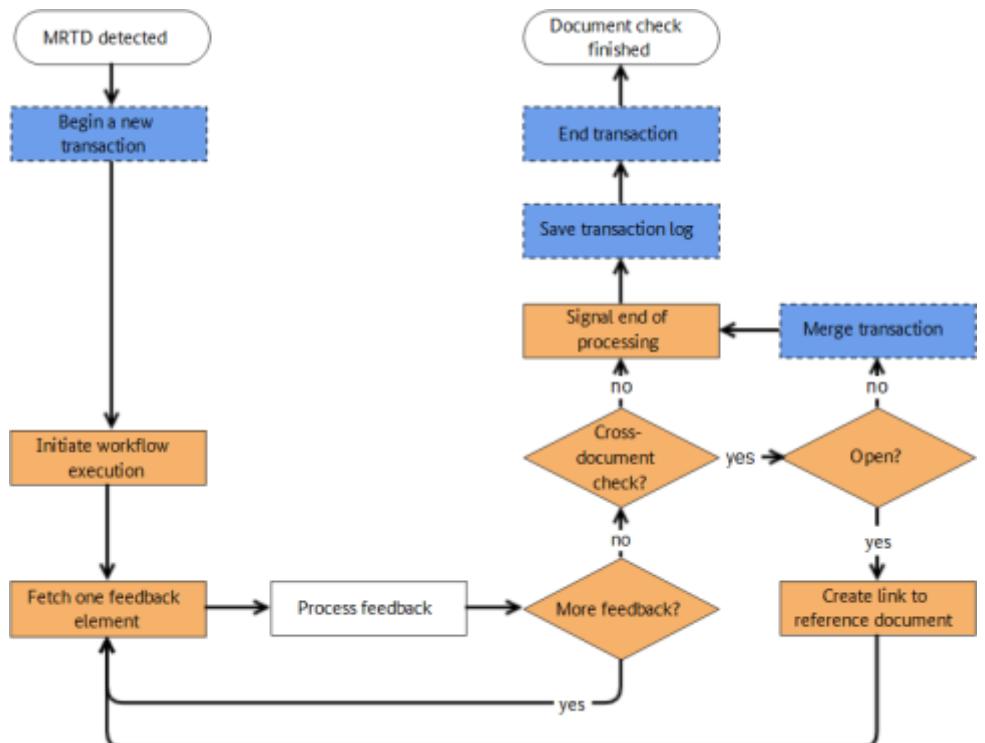 MRTD detected
Document check
finished
Begin a new
transaction
End transaction
Save transaction log
Signal end of
processing
Merge transaction
no
no
Initiate workflow
execution
Cross-
document
check?
yes
Open?
no
yes
Fetch one feedback
element
Process feedback
More feedback?
Create link to
reference document
yes